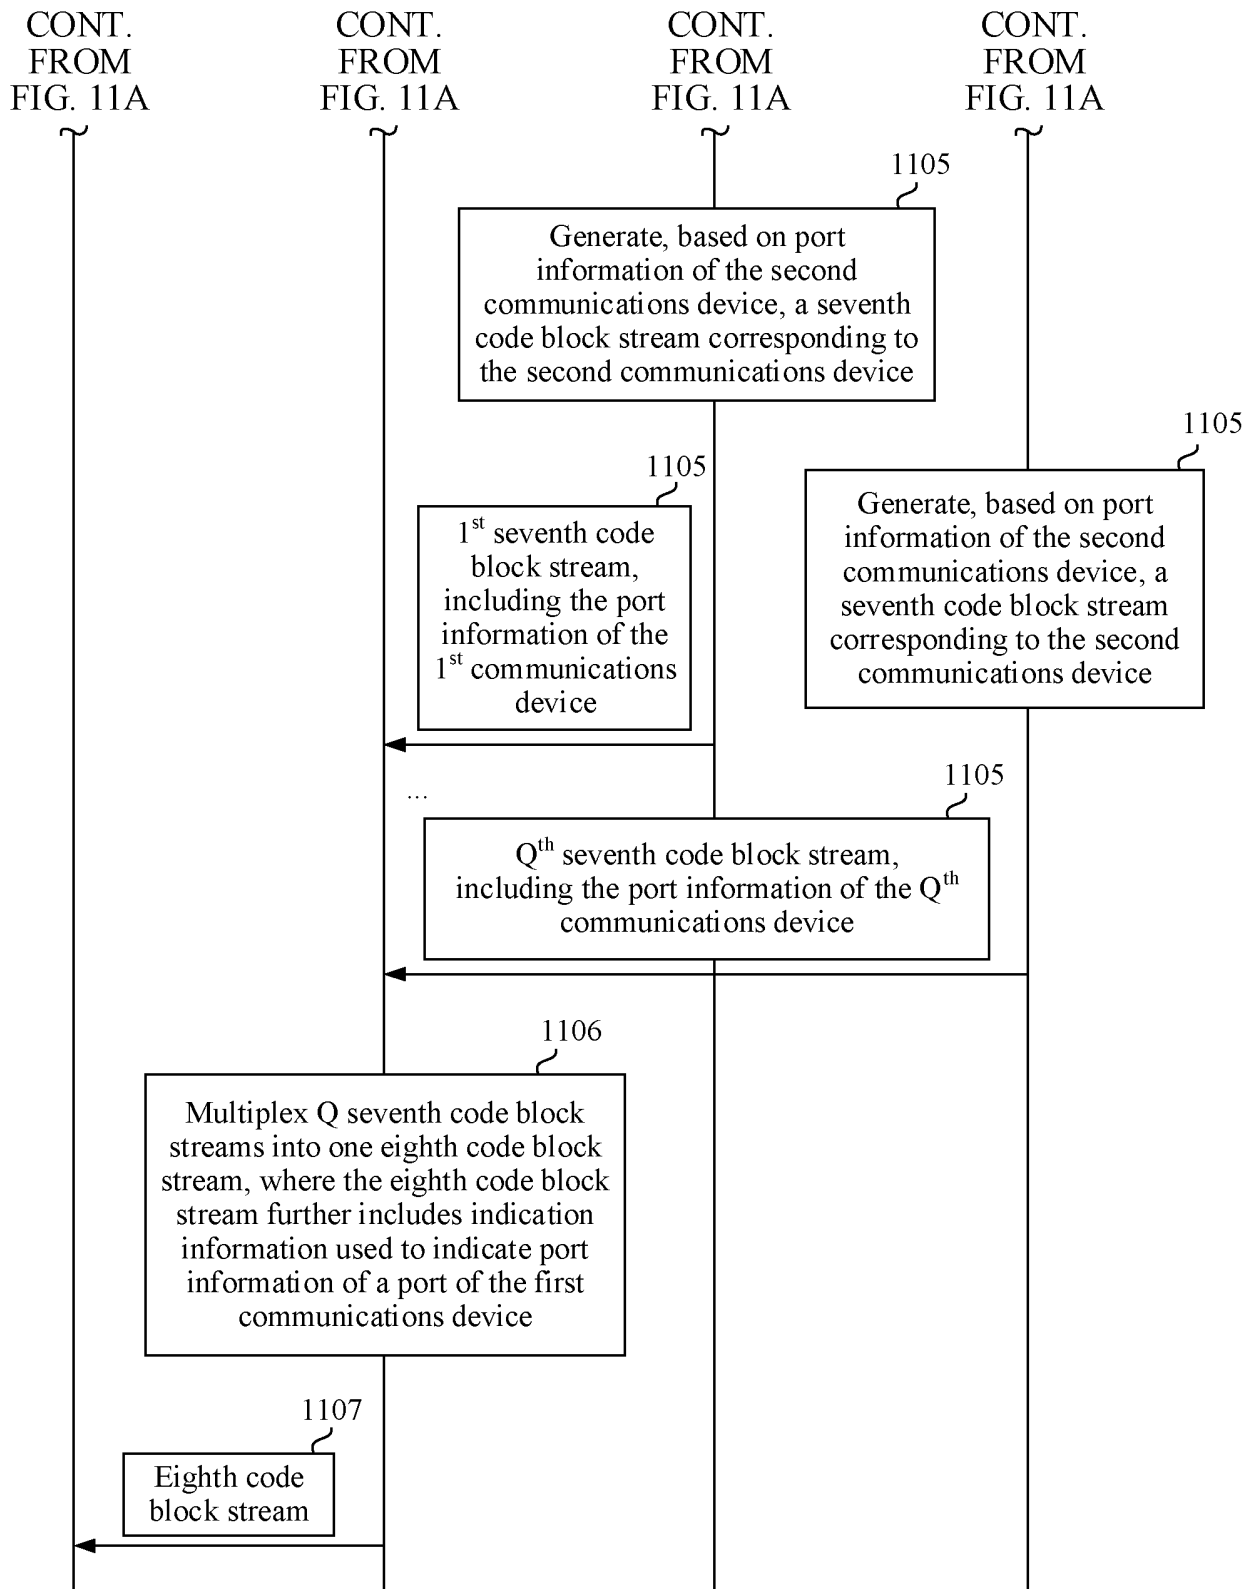 CONT.
FROM
FIG. 11A
CONT.
FROM
FIG. 11A
CONT.
FROM
FIG. 11A
CONT.
FROM
FIG. 11A
1105
Generate, based on port
information of the second
communications device, a seventh
code block stream corresponding to
the second communications device
1105
Generate, based on port
information of the second
communications device, a
seventh code block stream
corresponding to the second
communications device
1105
1st seventh code
block stream,
including the port
information of the
1st communications
device
...
1105
Qth seventh code block stream,
including the port information of the Qth
communications device
1106
Multiplex Q seventh code block
streams into one eighth code block
stream, where the eighth code block
stream further includes indication
information used to indicate port
information of a port of the first
communications device
1107
Eighth code
block stream